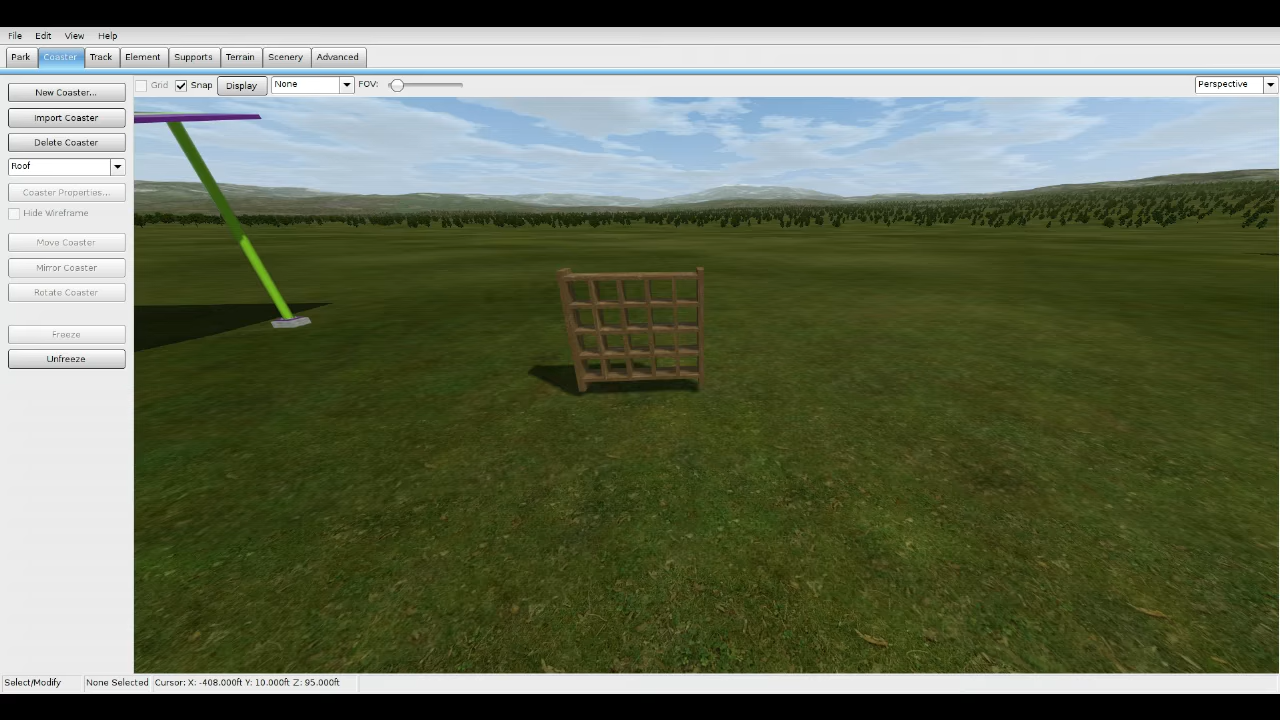 File Edit View Help
Park Coaster Track Element Supports Terrain Scenery Advanced
Grid Snap Display None FOV: Perspective
New Coaster...
Import Coaster
Delete Coaster
Roof
Coaster Properties...
Hide Wireframe
Move Coaster
Mirror Coaster
Rotate Coaster
Freeze
Unfreeze
Select/Modify None Selected Cursor: X: -408.000ft Y: 10.000ft Z: 95.000ft